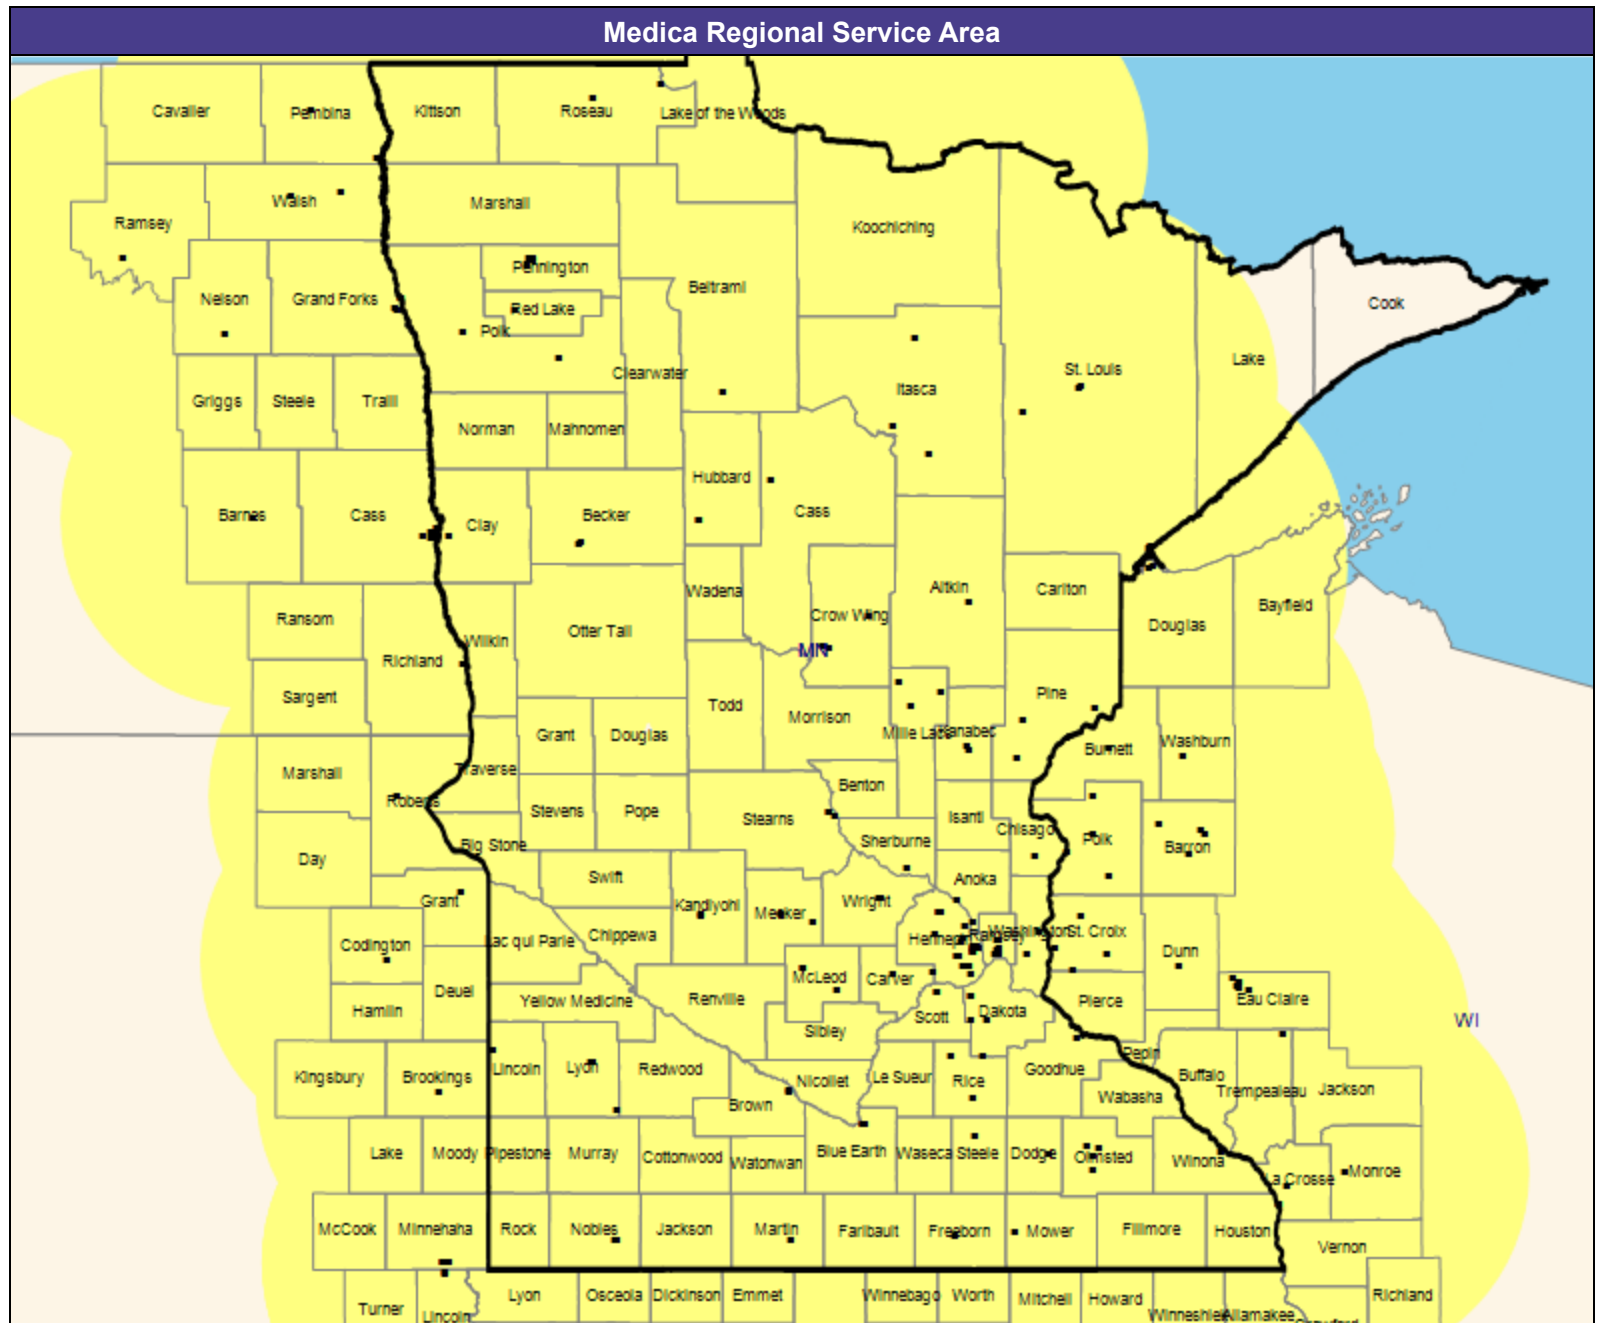 Medica Regional Service Area
Cavalier
Pembina
Kittson
Roseau
Lake of the Woods
Walsh
Marshall
Ramsey
Koochiching
Pennington
Beltrami
Nelson
Grand Forks
Red Lake
Cook
Polk
Lake
St. Louis
Clearwater
Itasca
Griggs
Steele
Traill
Norman
Mahnomen
Hubbard
Cass
Barnes
Cass
Clay
Becker
Aitkin
Carlton
Wadena
Bayfield
Crow Wing
Ransom
Douglas
Otter Tail
Wilkin
MN
Richland
Sargent
Pine
Todd
Morrison
Mille Lacs
Kanabec
Grant
Douglas
Burnett
Washburn
Marshall
Traverse
Benton
Roberts
Stevens
Pope
Stearns
Isanti
Chisago
Polk
Barron
Sherburne
Big Stone
Day
Swift
Anoka
Grant
Kandiyohi
Meeker
Wright
Hennepin
Ramsey
Washington
St. Croix
Codington
Lac qui Parle
Chippewa
Dunn
McLeod
Carver
Deuel
Yellow Medicine
Renville
Pierce
Eau Claire
Hamlin
Scott
Dakota
WI
Sibley
Pepin
Lincoln
Lyon
Redwood
Goodhue
Kingsbury
Brookings
Nicollet
Le Sueur
Rice
Buffalo
Trempealeau
Jackson
Brown
Wabasha
Lake
Moody
Pipestone
Murray
Cottonwood
Watonwan
Blue Earth
Waseca
Steele
Dodge
Olmsted
Winona
La Crosse
Monroe
McCook
Minnehaha
Rock
Nobles
Jackson
Martin
Faribault
Freeborn
Mower
Fillmore
Houston
Vernon
Turner
Lincoln
Lyon
Osceola
Dickinson
Emmet
Winnebago
Worth
Mitchell
Howard
Winneshiek
Allamakee
Crawford
Richland